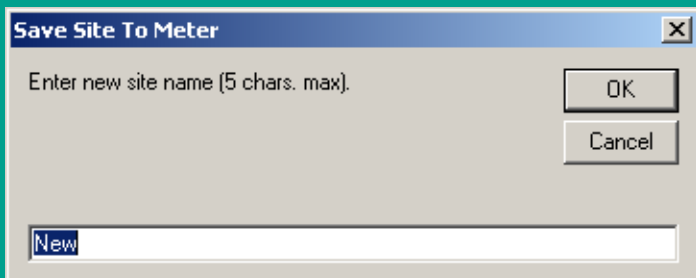 Save Site To Meter
Enter new site name (5 chars. max).
OK
Cancel
New